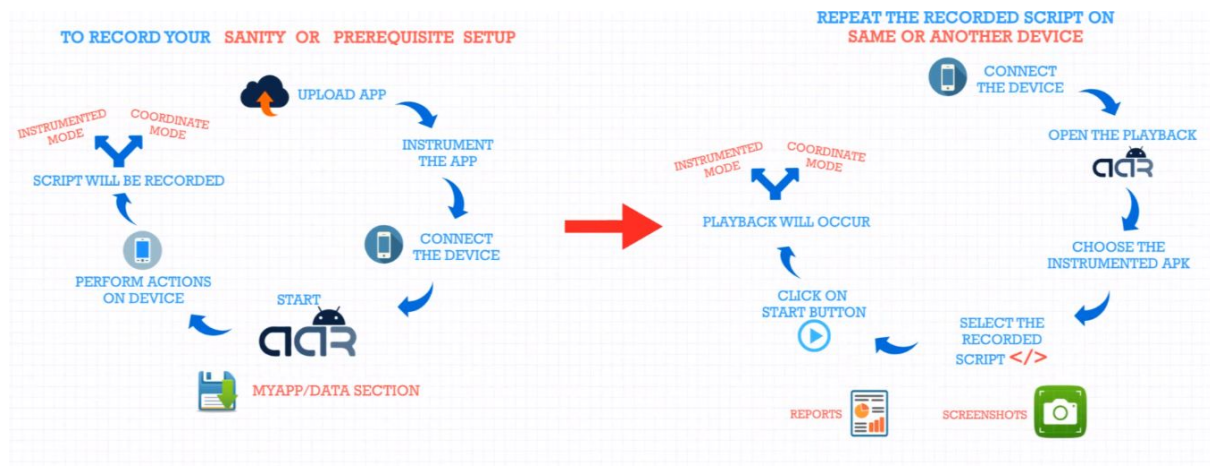 TO RECORD YOUR SANITY OR PREREQUISITE SETUP
UPLOAD APP
INSTRUMENT
THE APP
CONNECT
THE DEVICE
START
aar
PERFORM ACTIONS
ON DEVICE
SCRIPT WILL BE RECORDED
INSTRUMENTED
MODE
COORDINATE
MODE
MYAPP/DATA SECTION
REPEAT THE RECORDED SCRIPT ON
SAME OR ANOTHER DEVICE
CONNECT
THE DEVICE
OPEN THE PLAYBACK
aar
CHOOSE THE
INSTRUMENTED APK
SELECT THE
RECORDED
SCRIPT </>
CLICK ON
START BUTTON
PLAYBACK WILL OCCUR
INSTRUMENTED
MODE
COORDINATE
MODE
REPORTS
SCREENSHOTS